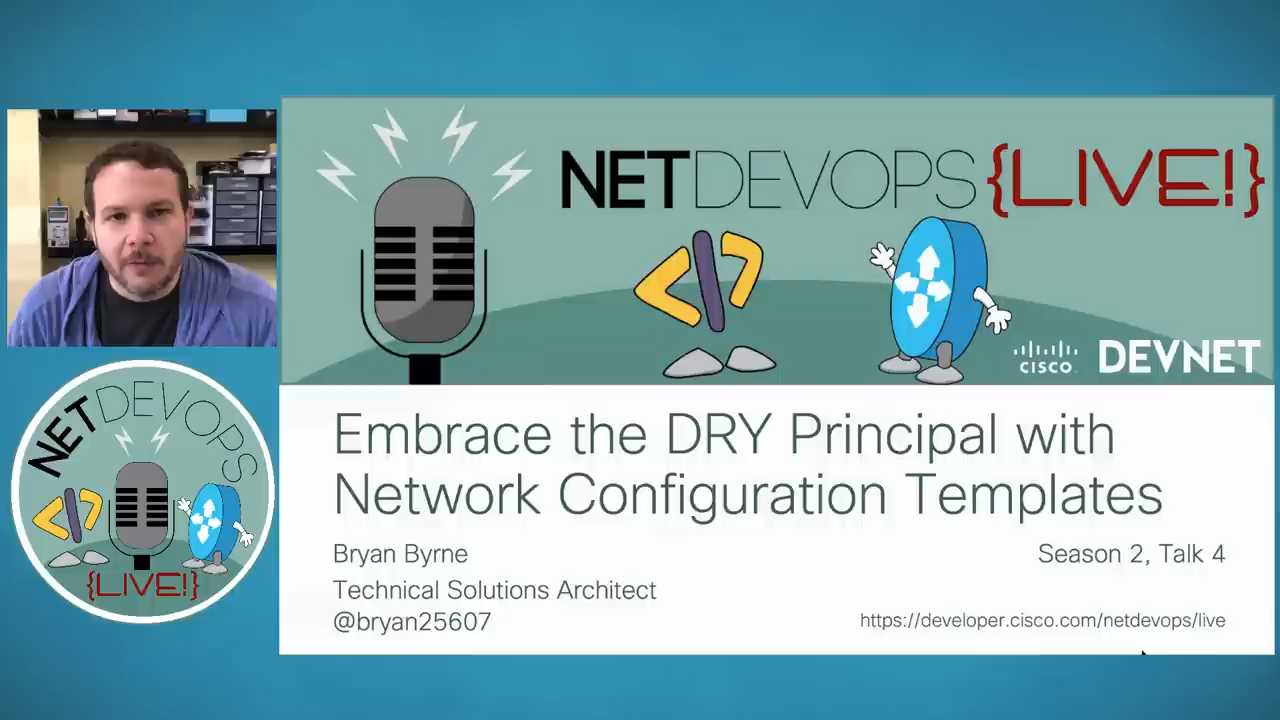 NETDEVOPS {LIVE!}
cisco DEVNET
Embrace the DRY Principal with
Network Configuration Templates
Bryan Byrne
Season 2, Talk 4
Technical Solutions Architect
@bryan25607
https://developer.cisco.com/netdevops/live
NETDEVOPS
{LIVE!}